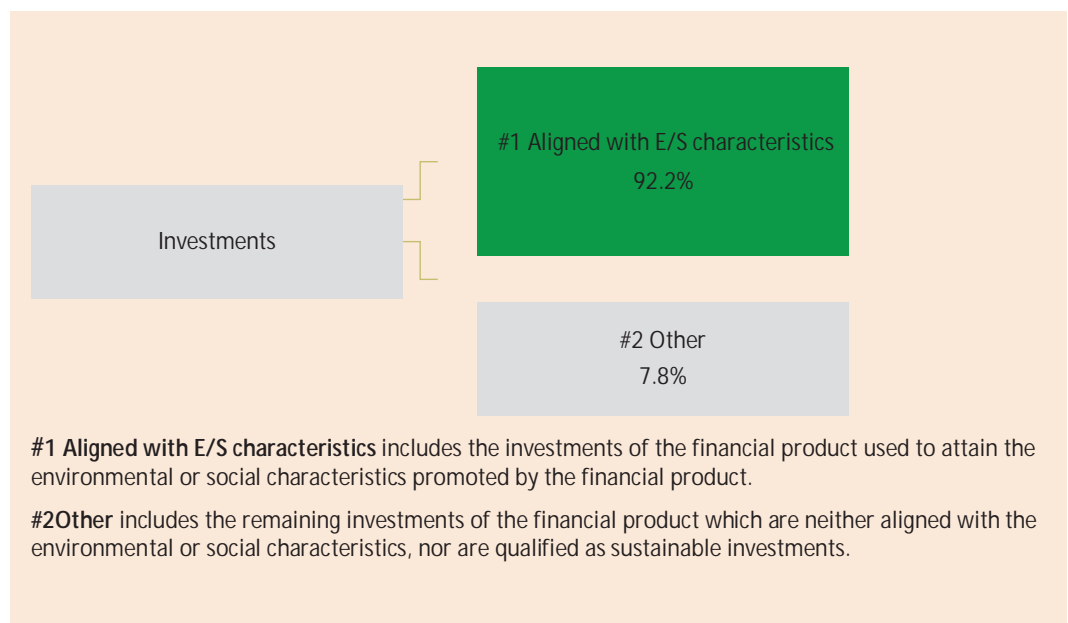 #1 Aligned with E/S characteristics
92.2%
Investments
#2 Other
7.8%
#1 Aligned with E/S characteristics includes the investments of the financial product used to attain the
environmental or social characteristics promoted by the financial product.
#2Other includes the remaining investments of the financial product which are neither aligned with the
environmental or social characteristics, nor are qualified as sustainable investments.